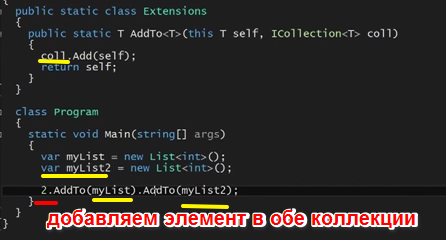 {
public static class Extensions
{
public static T AddTo<T>(this T self, ICollection<T> coll)
{
coll.Add(self);
return self;
}
}
class Program
{
static void Main(string[] args)
{
var myList = new List<int>();
var myList2 = new List<int>();
2.AddTo(myList).AddTo(myList2);
}
добавляем элемент в обе коллекции
}
}